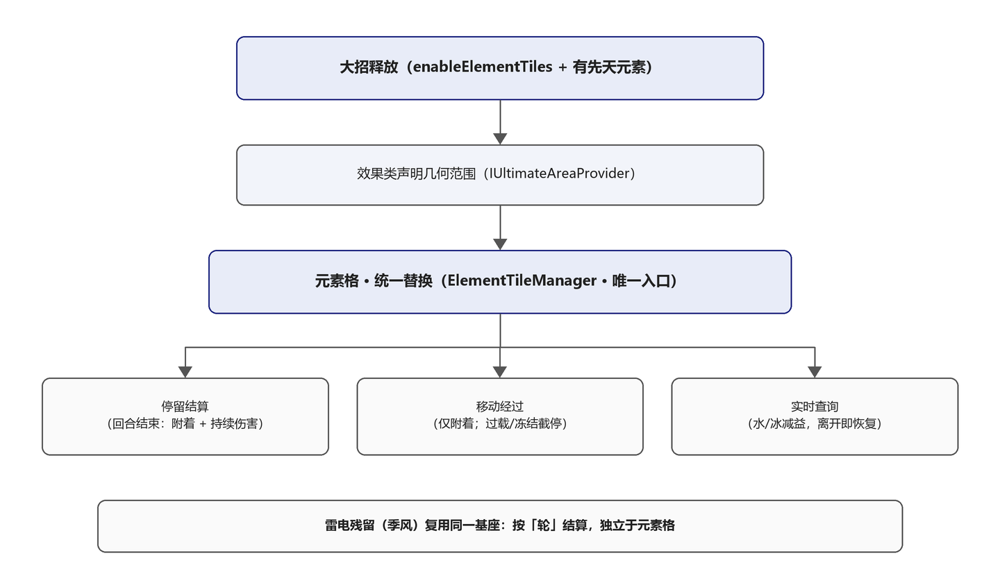 大招释放（enableElementTiles + 有先天元素）
效果类声明几何范围（IUltimateAreaProvider）
元素格 • 统一替换（ElementTileManager • 唯一入口）
停留结算
（回合结束：附着 + 持续伤害）
移动经过
（仅附着；过载/冻结截停）
实时查询
（水/冰减益，离开即恢复）
雷电残留（季风）复用同一基座：按「轮」结算，独立于元素格